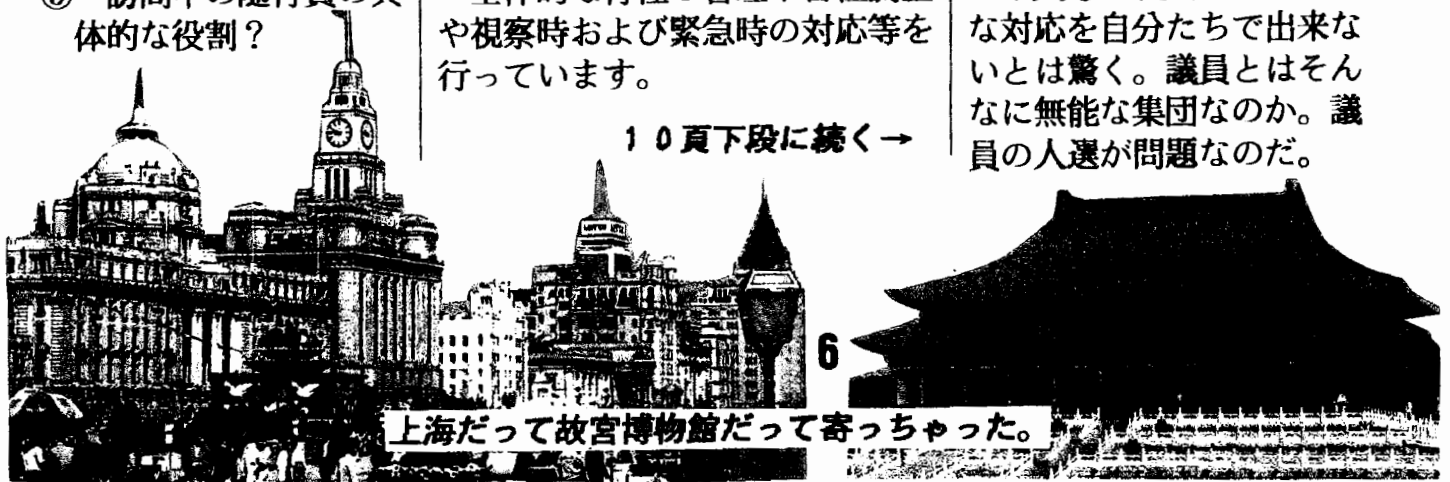 体的な役割？
や視察時および緊急時の対応等を
行っています。
１０頁下段に続く→
な対応を自分たちで出来な
いとは驚く。議員とはそん
なに無能な集団なのか。議
員の人選が問題なのだ。
6
上海だって故宮博物館だって寄っちゃった。